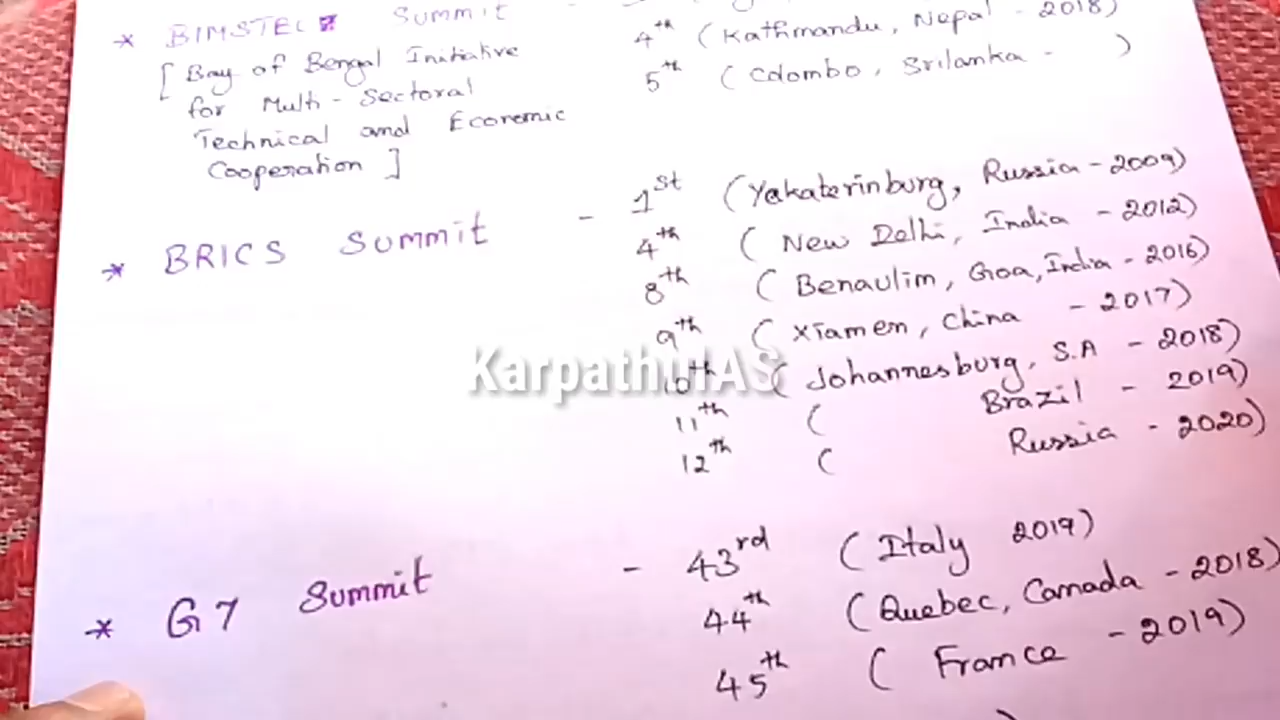 * BIMSTEC Summit
4th (Kathmandu, Nepal - 2018)
[Bay of Bengal Initiative
for Multi-Sectoral
Technical and Economic
Cooperation]
5th (Colombo, Srilanka - )
* BRICS Summit - 1st (Yekaterinburg, Russia - 2009)
4th (New Delhi, India - 2012)
8th (Benaulim, Goa, India - 2016)
9th (Xiamen, China - 2017)
10th (Johannesburg, S.A - 2018)
11th ( Brazil - 2019)
12th ( Russia - 2020)
KarpathuIAS
* G7 Summit - 43rd (Italy 2017)
44th (Quebec, Canada - 2018)
45th ( France - 2019)